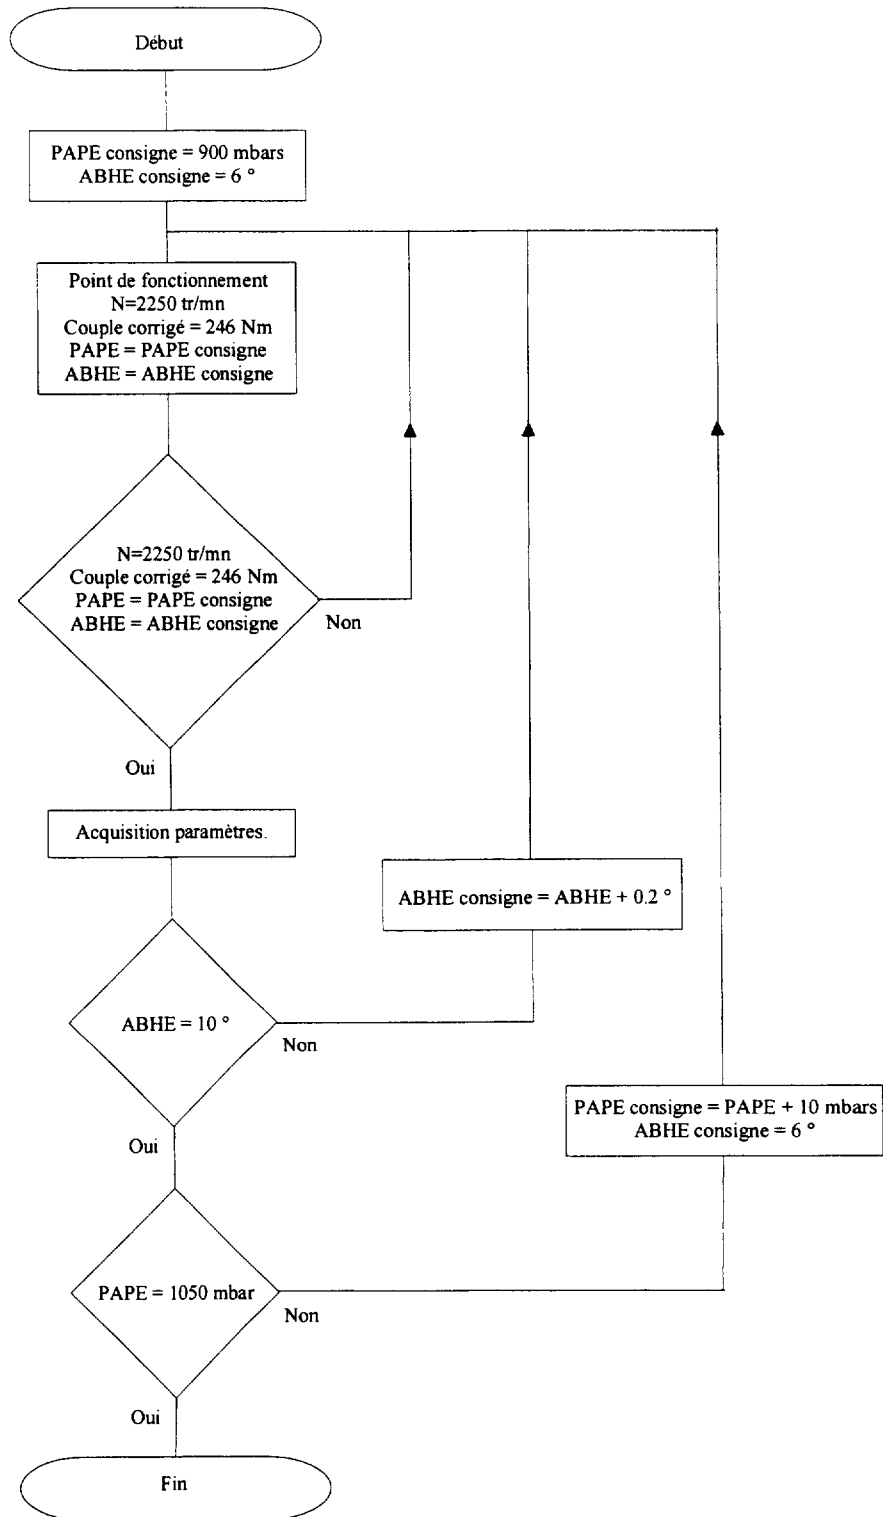 Début
PAPE consigne = 900 mbars
ABHE consigne = 6 °
Point de fonctionnement
N=2250 tr/mn
Couple corrigé = 246 Nm
PAPE = PAPE consigne
ABHE = ABHE consigne
N=2250 tr/mn
Couple corrigé = 246 Nm
PAPE = PAPE consigne
ABHE = ABHE consigne
Non
Oui
Acquisition paramètres.
ABHE consigne = ABHE + 0.2 °
ABHE = 10 °
Non
Oui
PAPE consigne = PAPE + 10 mbars
ABHE consigne = 6 °
PAPE = 1050 mbar
Non
Oui
Fin